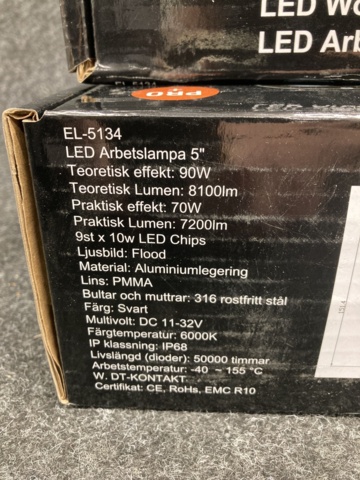 LED Wo
LED Arb
EL-5134
PRO
EL-5134
LED Arbetslampa 5"
Teoretisk effekt: 90W
Teoretisk Lumen: 8100lm
Praktisk effekt: 70W
Praktisk Lumen: 7200lm
9st x 10w LED Chips
Ljusbild: Flood
Material: Aluminiumlegering
Lins: PMMA
Bultar och muttrar: 316 rostfritt stål
Färg: Svart
Multivolt: DC 11-32V
Färgtemperatur: 6000K
IP klassning: IP68
Livslängd (dioder): 50000 timmar
Arbetstemperatur: -40 ~ 155 °C
W. DT-KONTAKT.
Certifikat: CE, RoHs, EMC R10